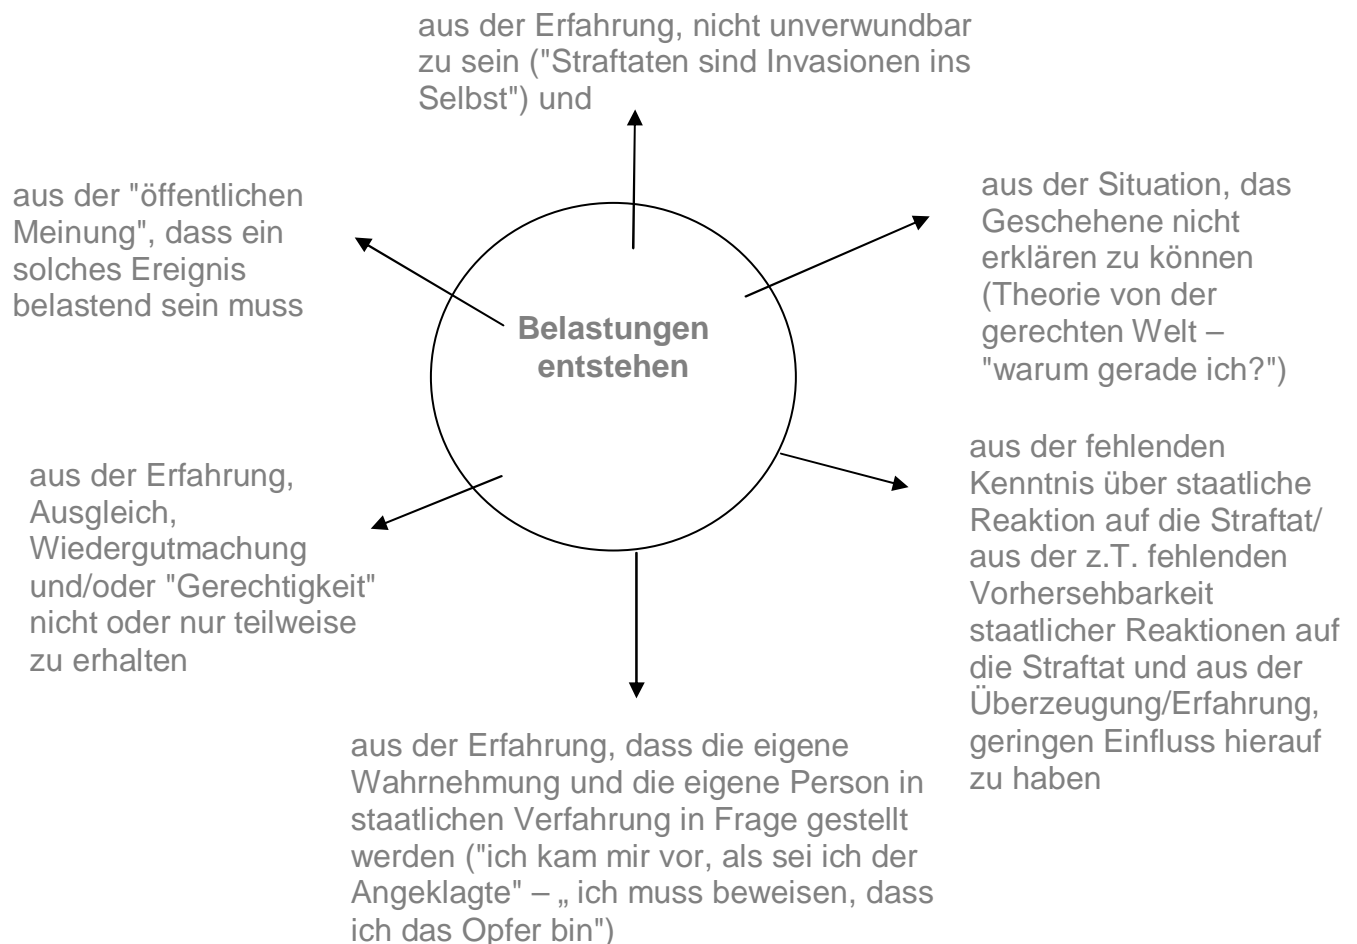 aus der Erfahrung, nicht unverwundbar
zu sein ("Straftaten sind Invasionen ins
Selbst") und
aus der "öffentlichen
Meinung", dass ein
solches Ereignis
belastend sein muss
aus der Situation, das
Geschehene nicht
erklären zu können
(Theorie von der
gerechten Welt –
"warum gerade ich?")
Belastungen
entstehen
aus der Erfahrung,
Ausgleich,
Wiedergutmachung
und/oder "Gerechtigkeit"
nicht oder nur teilweise
zu erhalten
aus der fehlenden
Kenntnis über staatliche
Reaktion auf die Straftat/
aus der z.T. fehlenden
Vorhersehbarkeit
staatlicher Reaktionen auf
die Straftat und aus der
Überzeugung/Erfahrung,
geringen Einfluss hierauf
zu haben
aus der Erfahrung, dass die eigene
Wahrnehmung und die eigene Person in
staatlichen Verfahrung in Frage gestellt
werden ("ich kam mir vor, als sei ich der
Angeklagte" – „ ich muss beweisen, dass
ich das Opfer bin")